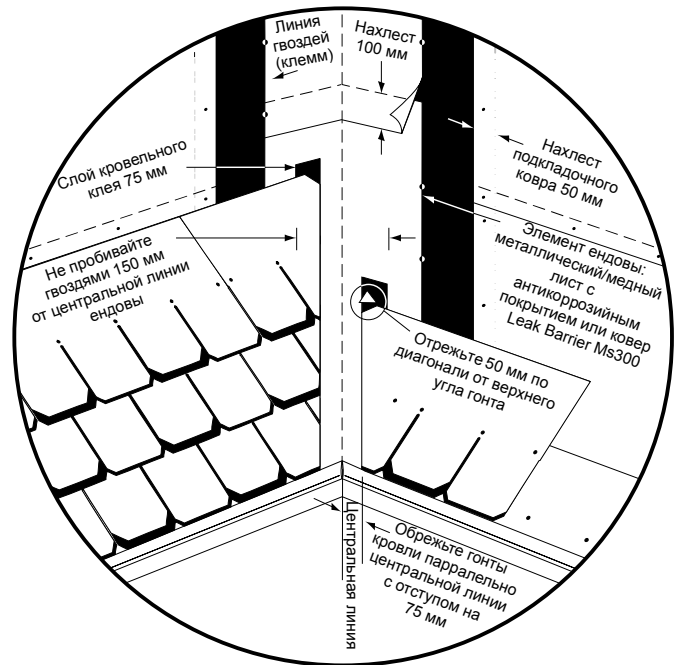 Линия
гвоздей
(клемм)
Нахлест
100 мм
Слой кровельного
клея 75 мм
Нахлест
подкладочного
ковра 50 мм
Не пробивайте
гвоздями 150 мм
от центральной линии
ендовы
Элемент ендовы:
металлический/медный
лист с
антикоррозийным
покрытием или ковер
Leak Barrier Ms300
Отрежьте 50 мм по
диагонали от верхнего
угла гонта
Центральная линия
Обрежьте гонты
кровли парралельно
центральной линии
с отступом на
75 мм